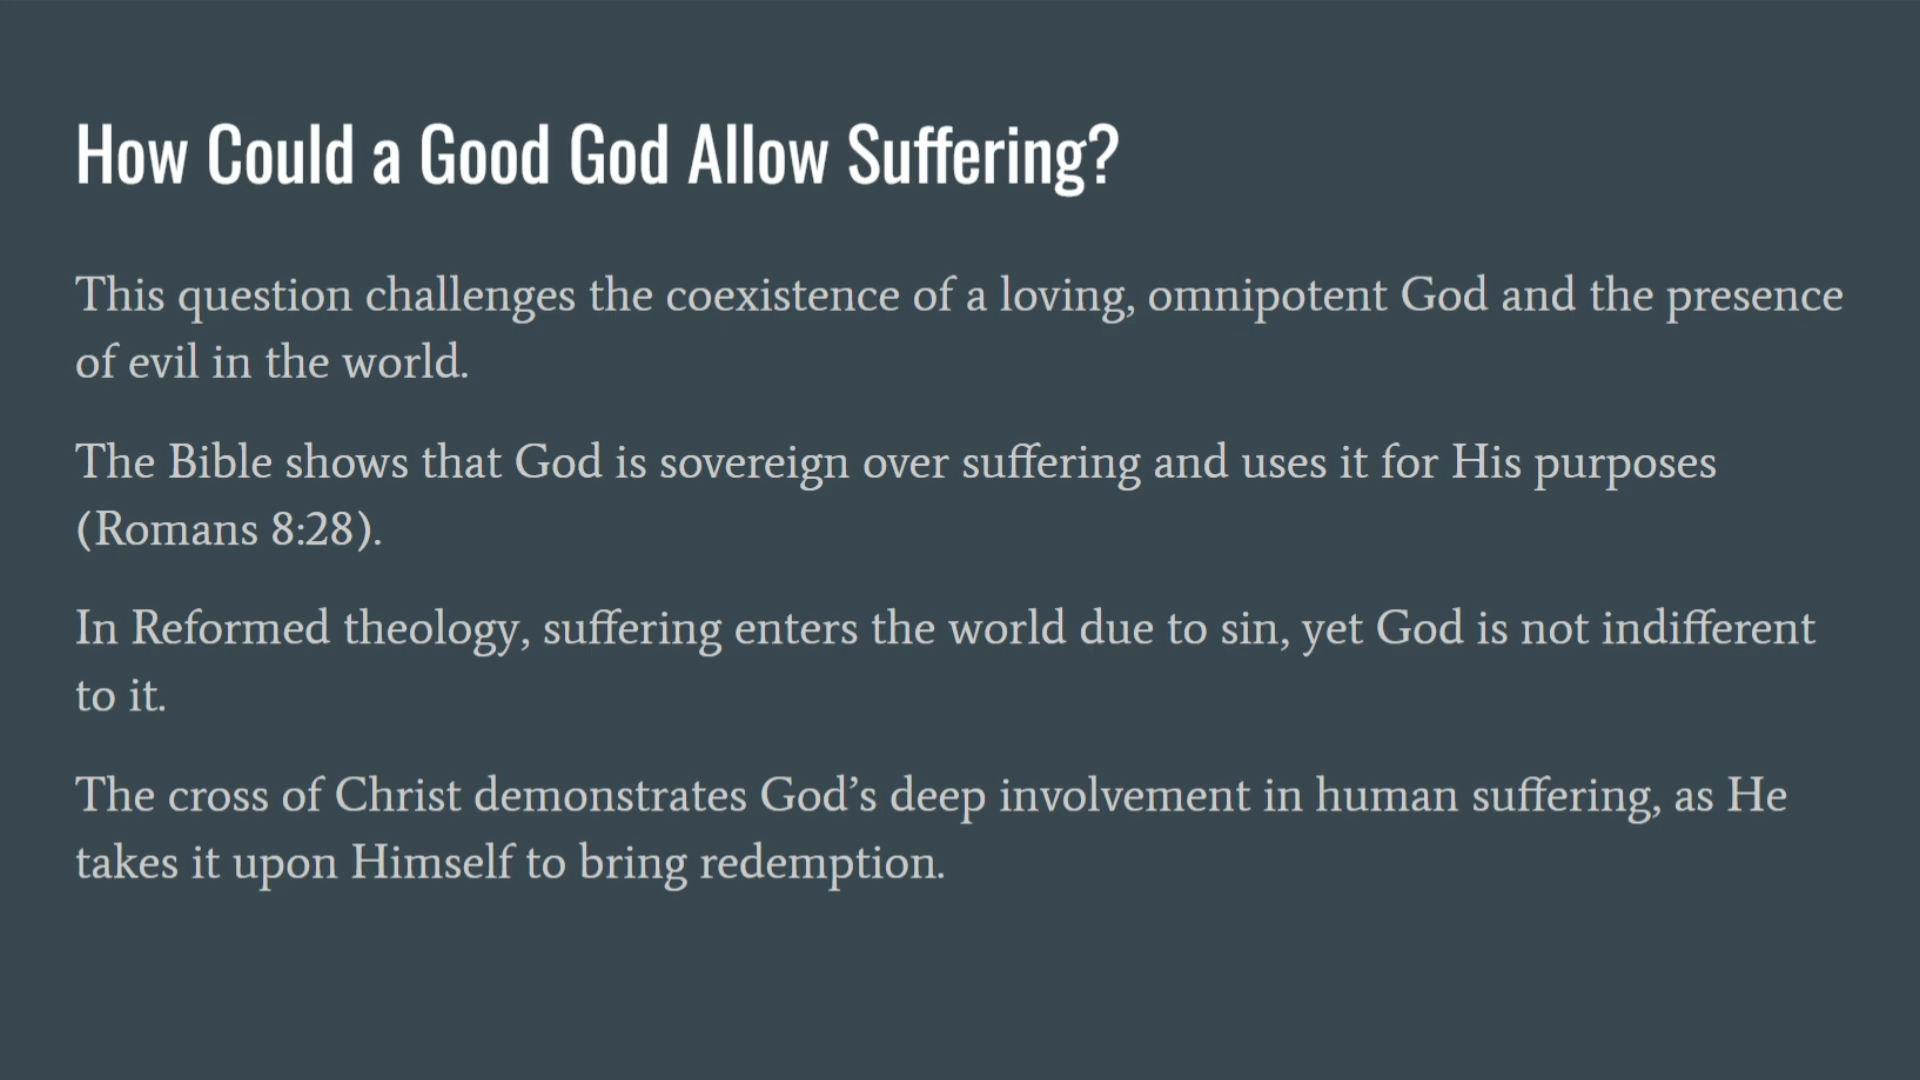 How Could a Good God Allow Suffering?
This question challenges the coexistence of a loving, omnipotent God and the presence
of evil in the world.
The Bible shows that God is sovereign over suffering and uses it for His purposes
(Romans 8:28).
In Reformed theology, suffering enters the world due to sin, yet God is not indifferent
to it.
The cross of Christ demonstrates God’s deep involvement in human suffering, as He
takes it upon Himself to bring redemption.